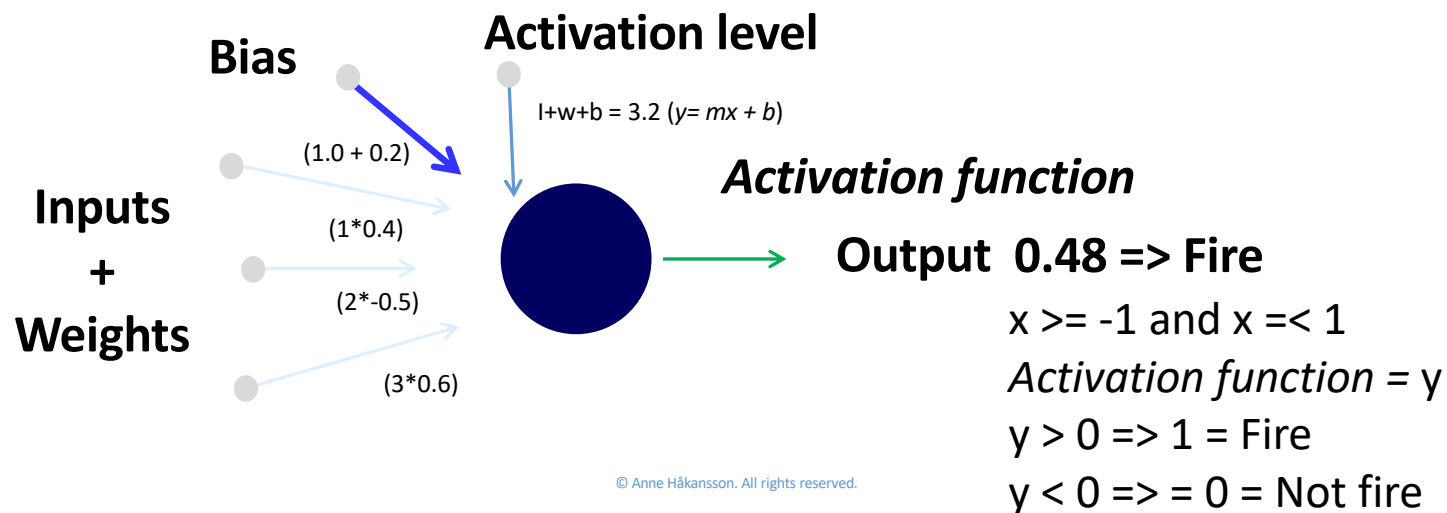 Activation level
Bias
I+w+b = 3.2 (y= mx + b)
(1.0 + 0.2)
Activation function
Inputs
+
Weights
(1*0.4)
(2*-0.5)
(3*0.6)
Output 0.48 => Fire
x >= -1 and x =< 1
Activation function = y
y > 0 => 1 = Fire
y < 0 => = 0 = Not fire
© Anne Håkansson. All rights reserved.